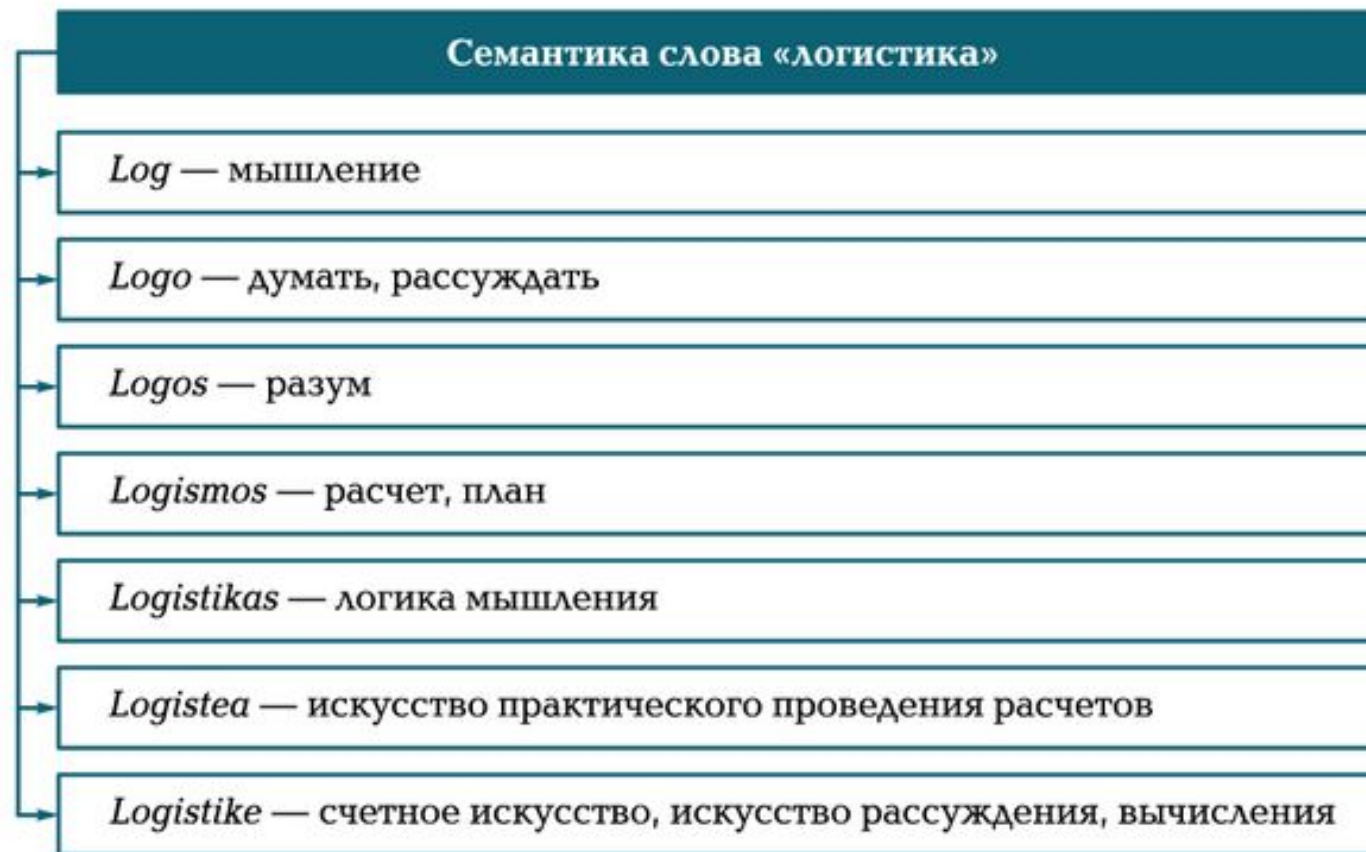 Семантика слова «логистика»
Log — мышление
Logo — думать, рассуждать
Logos — разум
Logismos — расчет, план
Logistikas — логика мышления
Logistea — искусство практического проведения расчетов
Logistike — счетное искусство, искусство рассуждения, вычисления